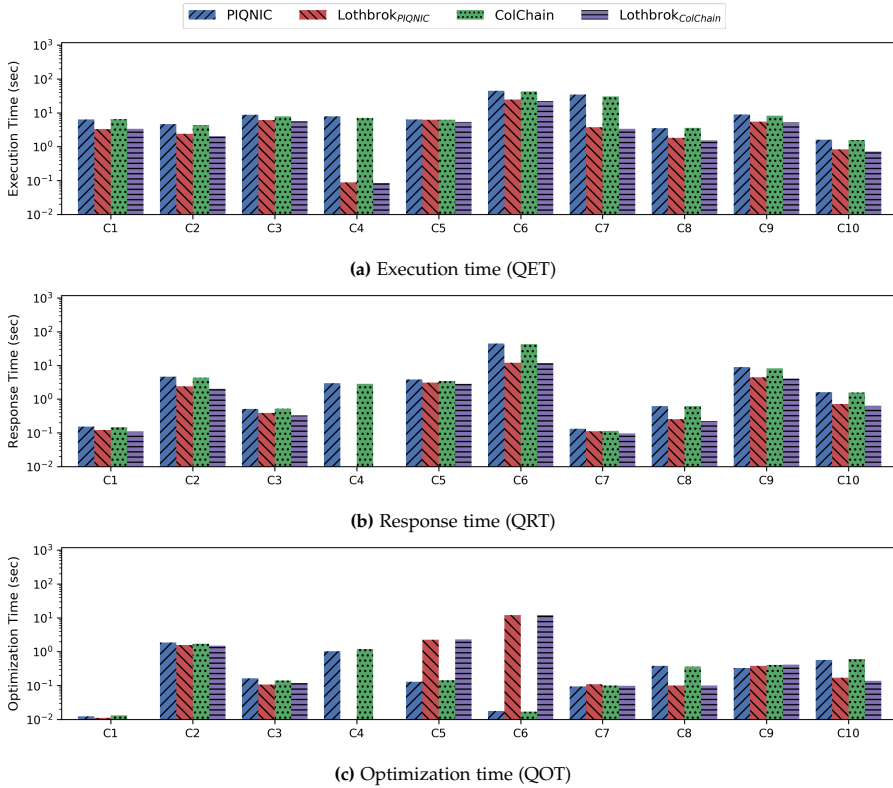 PIQNIC Lothbrok_PIQNIC ColChain Lothbrok_ColChain
Execution Time (sec)
10^3
10^2
10^1
10^0
10^-1
10^-2
C1 C2 C3 C4 C5 C6 C7 C8 C9 C10
(a) Execution time (QET)
Response Time (sec)
10^3
10^2
10^1
10^0
10^-1
10^-2
C1 C2 C3 C4 C5 C6 C7 C8 C9 C10
(b) Response time (QRT)
Optimization Time (sec)
10^3
10^2
10^1
10^0
10^-1
10^-2
C1 C2 C3 C4 C5 C6 C7 C8 C9 C10
(c) Optimization time (QOT)